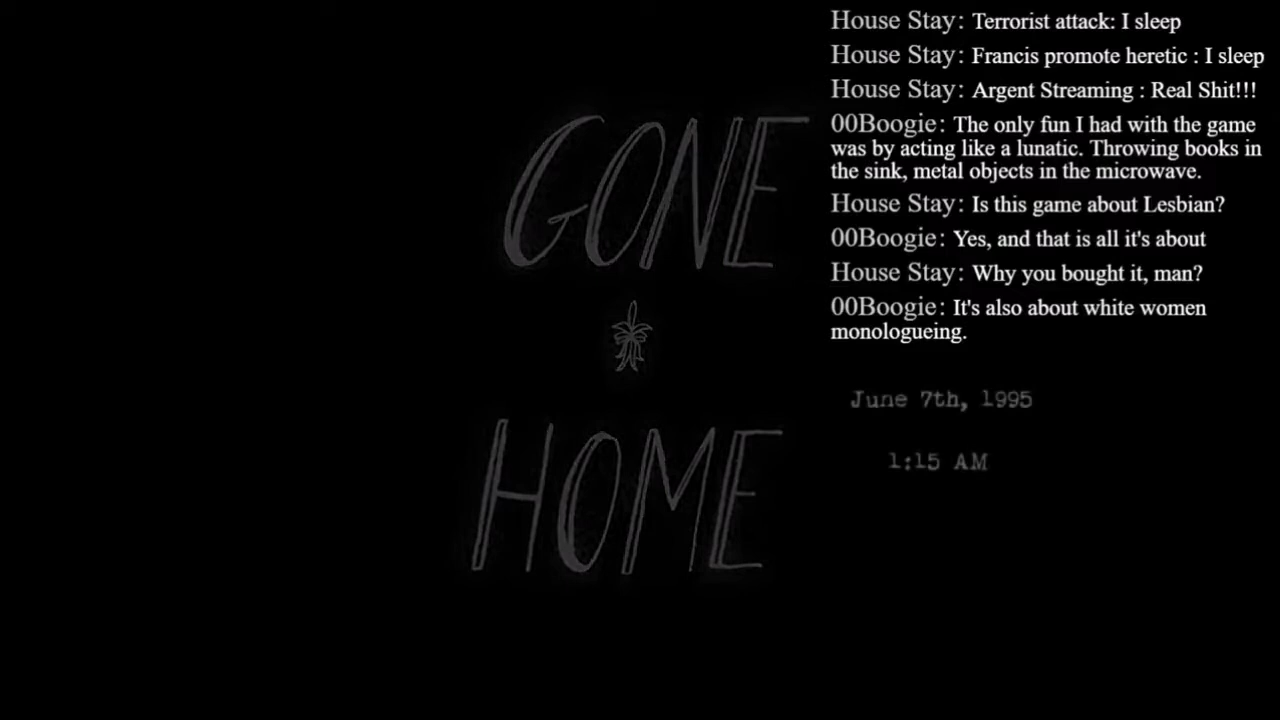 House Stay: Terrorist attack: I sleep
House Stay: Francis promote heretic : I sleep
House Stay: Argent Streaming : Real Shit!!!
00Boogie: The only fun I had with the game
was by acting like a lunatic. Throwing books in
the sink, metal objects in the microwave.
House Stay: Is this game about Lesbian?
00Boogie: Yes, and that is all it's about
House Stay: Why you bought it, man?
00Boogie: It's also about white women
monologueing.
GONE
HOME
June 7th, 1995
1:15 AM